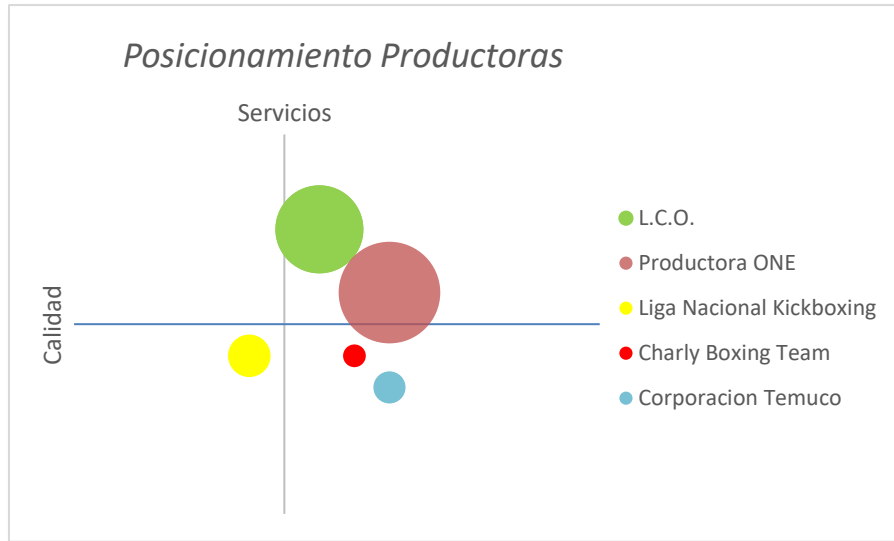 Posicionamiento Productoras
Servicios
Calidad
L.C.O.
Productora ONE
Liga Nacional Kickboxing
Charly Boxing Team
Corporacion Temuco